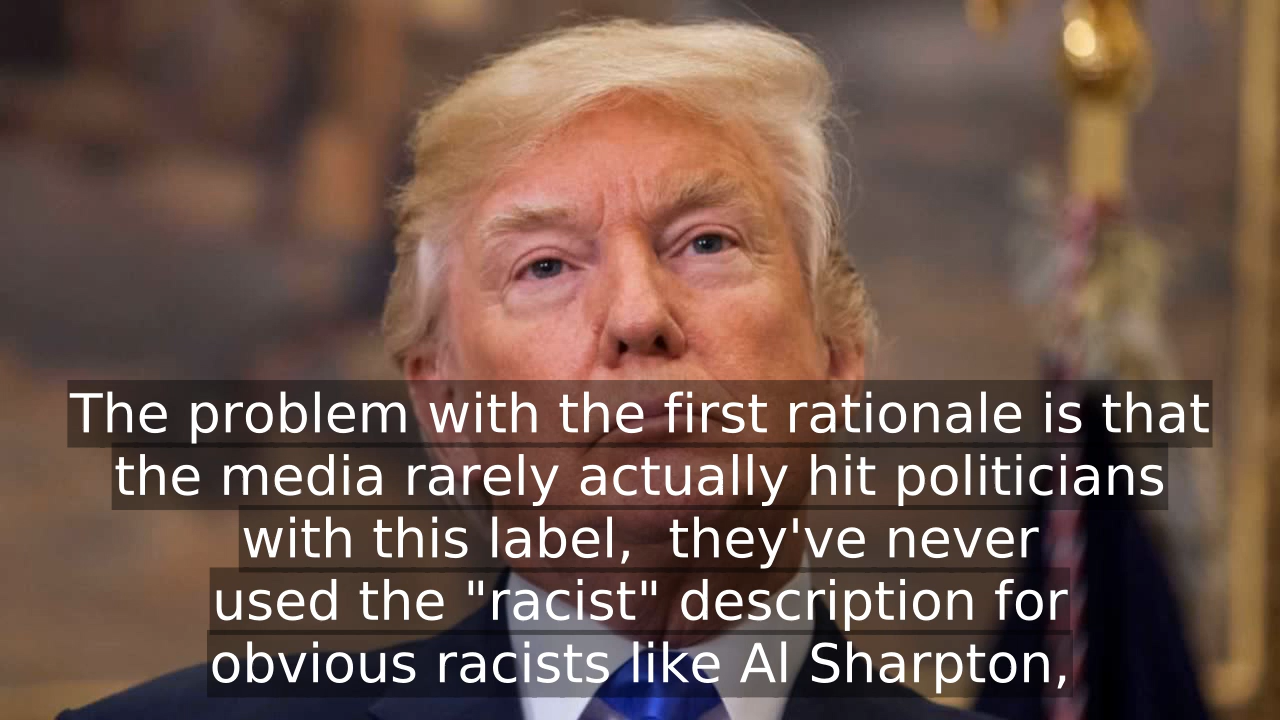 The problem with the first rationale is that
the media rarely actually hit politicians
with this label,  they've never
used the "racist" description for
obvious racists like Al Sharpton,